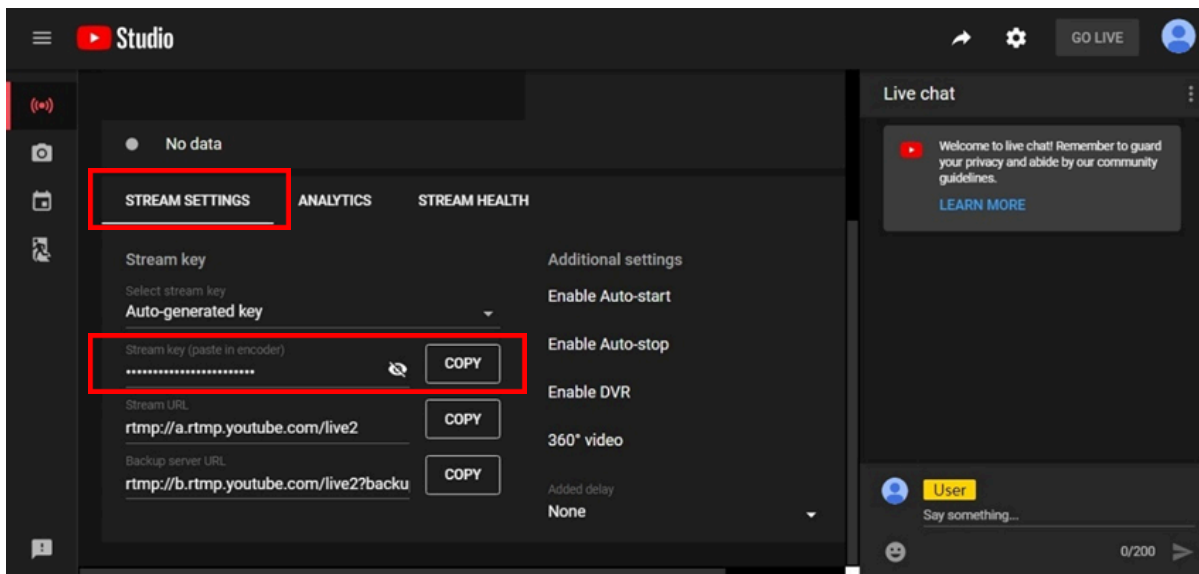 Studio
GO LIVE
No data
STREAM SETTINGS
ANALYTICS
STREAM HEALTH
Stream key
Select stream key
Auto-generated key
Stream key (paste in encoder)
COPY
Stream URL
rtmp://a.rtmp.youtube.com/live2
COPY
Backup server URL
rtmp://b.rtmp.youtube.com/live2?backu
COPY
Additional settings
Enable Auto-start
Enable Auto-stop
Enable DVR
360° video
Added delay
None
Live chat
Welcome to live chat! Remember to guard
your privacy and abide by our community
guidelines.
LEARN MORE
User
Say something...
0/200